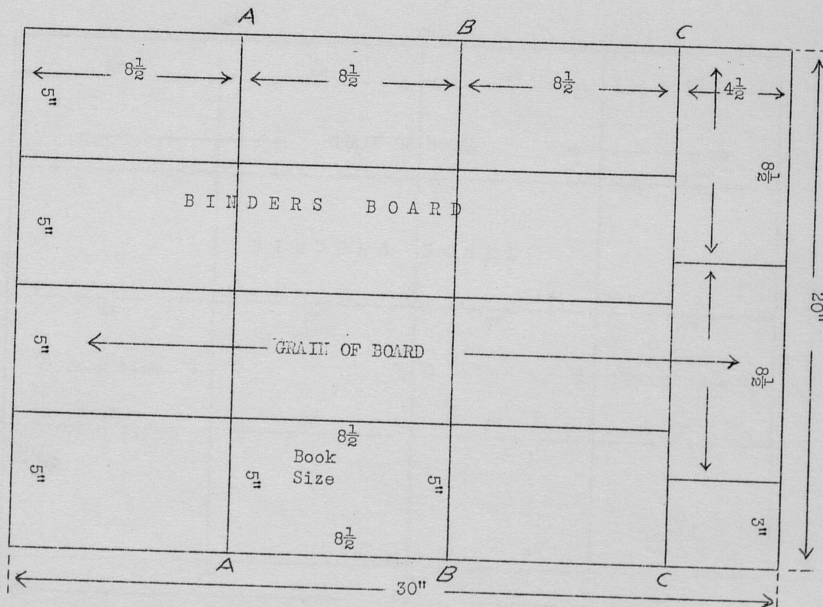 A B C
8½ 8½ 8½ 4½
5"
8½
BINDERS BOARD
5"
20"
GRAIN OF BOARD
5"
8½
8½
Book
Size
5" 5" 5"
3"
8½
A B C
30"